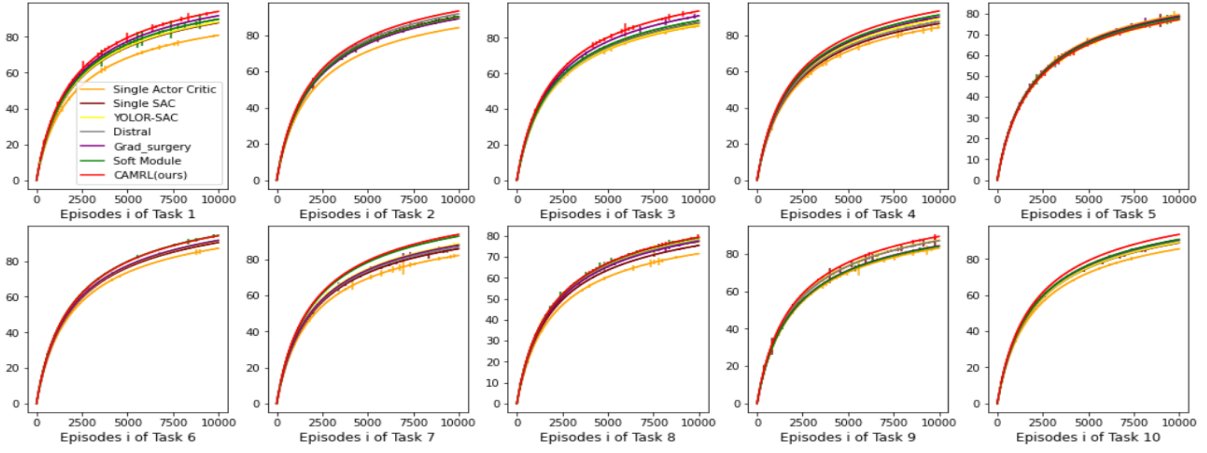 80
60
40
20
0
Single Actor Critic
Single SAC
YOLOR-SAC
Distral
Grad_surgery
Soft Module
CAMRL(ours)
0 2500 5000 7500 10000
Episodes i of Task 1
80
60
40
20
0
0 2500 5000 7500 10000
Episodes i of Task 2
80
60
40
20
0
0 2500 5000 7500 10000
Episodes i of Task 3
80
60
40
20
0
0 2500 5000 7500 10000
Episodes i of Task 4
80
70
60
50
40
30
20
10
0
0 2500 5000 7500 10000
Episodes i of Task 5
80
60
40
20
0
0 2500 5000 7500 10000
Episodes i of Task 6
80
60
40
20
0
0 2500 5000 7500 10000
Episodes i of Task 7
80
70
60
50
40
30
20
10
0
0 2500 5000 7500 10000
Episodes i of Task 8
80
60
40
20
0
0 2500 5000 7500 10000
Episodes i of Task 9
80
60
40
20
0
0 2500 5000 7500 10000
Episodes i of Task 10